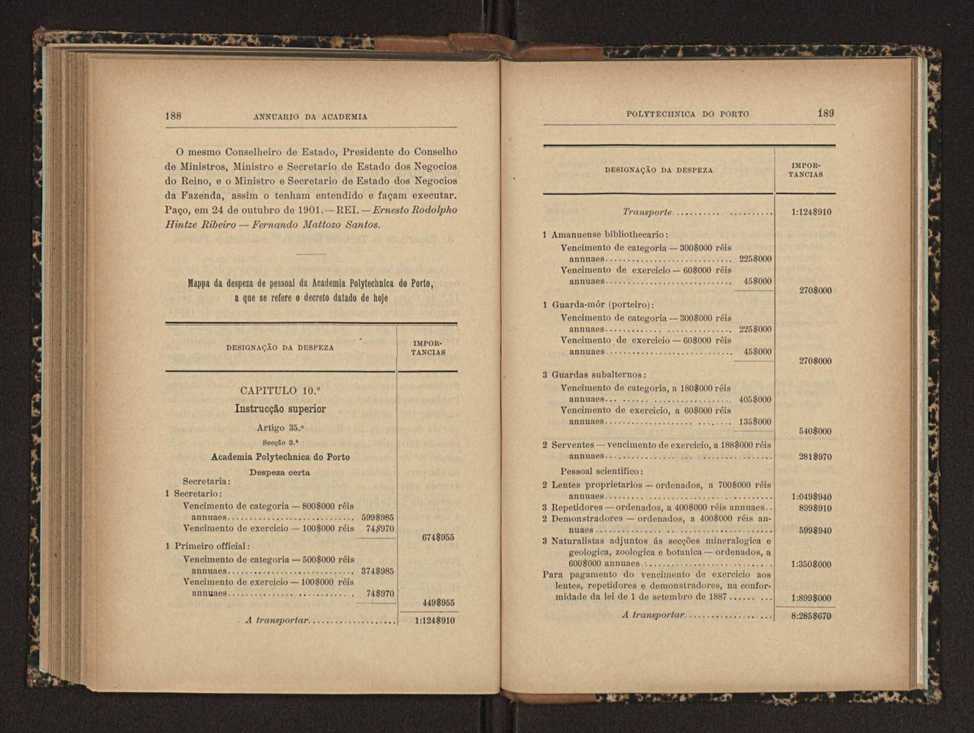 188 ANNUARIO DA ACADEMIA
O mesmo Conselheiro de Estado, Presidente do Conselho
de Ministros, Ministro e Secretario de Estado dos Negocios
do Reino, e o Ministro e Secretario de Estado dos Negocios
da Fazenda, assim o tenham entendido e façam executar.
Paço, em 24 de outubro de 1901.—REI.—Ernesto Rodolpho
Hintze Ribeiro — Fernando Mattozo Santos.
Mappa da despeza de pessoal da Academia Polytechnica do Porto,
a que se refere o decreto datado de hoje
DESIGNAÇÃO DA DESPEZA IMPOR-
TANCIAS
CAPITULO 10.º
Instrucção superior
Artigo 35.º
Secção 3.ª
Academia Polytechnica do Porto
Despeza certa
Secretaria:
1 Secretario:
Vencimento de categoria — 800$000 réis
annuaes............................ 599$985
Vencimento de exercicio — 100$000 réis 74$970
674$955
1 Primeiro official:
Vencimento de categoria — 500$000 réis
annuaes............................ 374$985
Vencimento de exercicio — 100$000 réis
annuaes............................ 74$970
449$955
A transportar.................. 1:124$910
POLYTECHNICA DO PORTO 189
DESIGNAÇÃO DA DESPEZA IMPOR-
TANCIAS
Transporte .................... 1:124$910
1 Amanuense bibliothecario:
Vencimento de categoria — 300$000 réis
annuaes............................ 225$000
Vencimento de exercicio — 60$000 réis
annuaes............................ 45$000
270$000
1 Guarda-mór (porteiro):
Vencimento de categoria — 300$000 réis
annuaes............................ 225$000
Vencimento de exercicio — 60$000 réis
annuaes............................ 45$000
270$000
3 Guardas subalternos:
Vencimento de categoria, a 180$000 réis
annuaes............................ 405$000
Vencimento de exercicio, a 60$000 réis
annuaes............................ 135$000
540$000
2 Serventes — vencimento de exercicio, a 188$000 réis
annuaes.................................... 281$970
Pessoal scientifico:
2 Lentes proprietarios — ordenados, a 700$000 réis
annuaes.................................... 1:049$940
3 Repetidores — ordenados, a 400$000 réis annuaes.. 899$910
2 Demonstradores — ordenados, a 400$000 réis an-
nuaes...................................... 599$940
3 Naturalistas adjuntos ás secções mineralogica e
geologica, zoologica e botanica — ordenados, a
600$000 annuaes............................ 1:350$000
Para pagamento do vencimento de exercicio aos
lentes, repetidores e demonstradores, na confor-
midade da lei de 1 de setembro de 1887 ......... 1:899$000
A transportar.................. 8:285$670